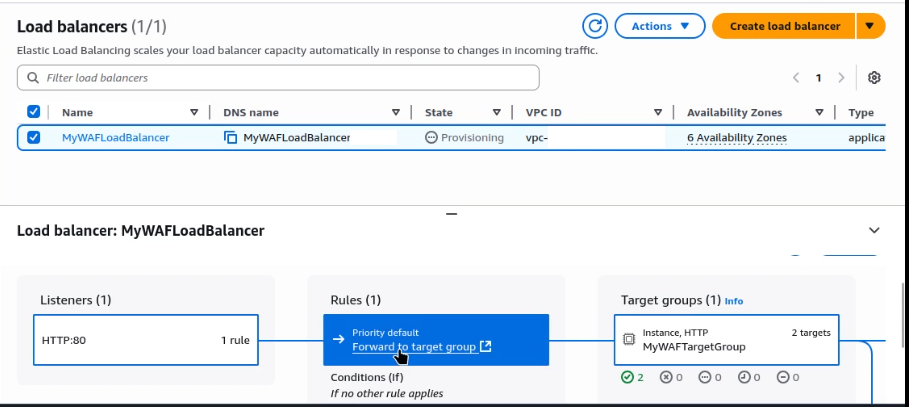 Load balancers (1/1)
Actions
Create load balancer
Elastic Load Balancing scales your load balancer capacity automatically in response to changes in incoming traffic.
Filter load balancers
1
Name
DNS name
State
VPC ID
Availability Zones
Type
MyWAFLoadBalancer
MyWAFLoadBalancer
Provisioning
vpc-
6 Availability Zones
applica
Load balancer: MyWAFLoadBalancer
Listeners (1)
HTTP:80
1 rule
Rules (1)
Priority default
Forward to target group
Conditions (If)
If no other rule applies
Target groups (1) Info
Instance, HTTP
2 targets
MyWAFTargetGroup
2
0
0
0
0